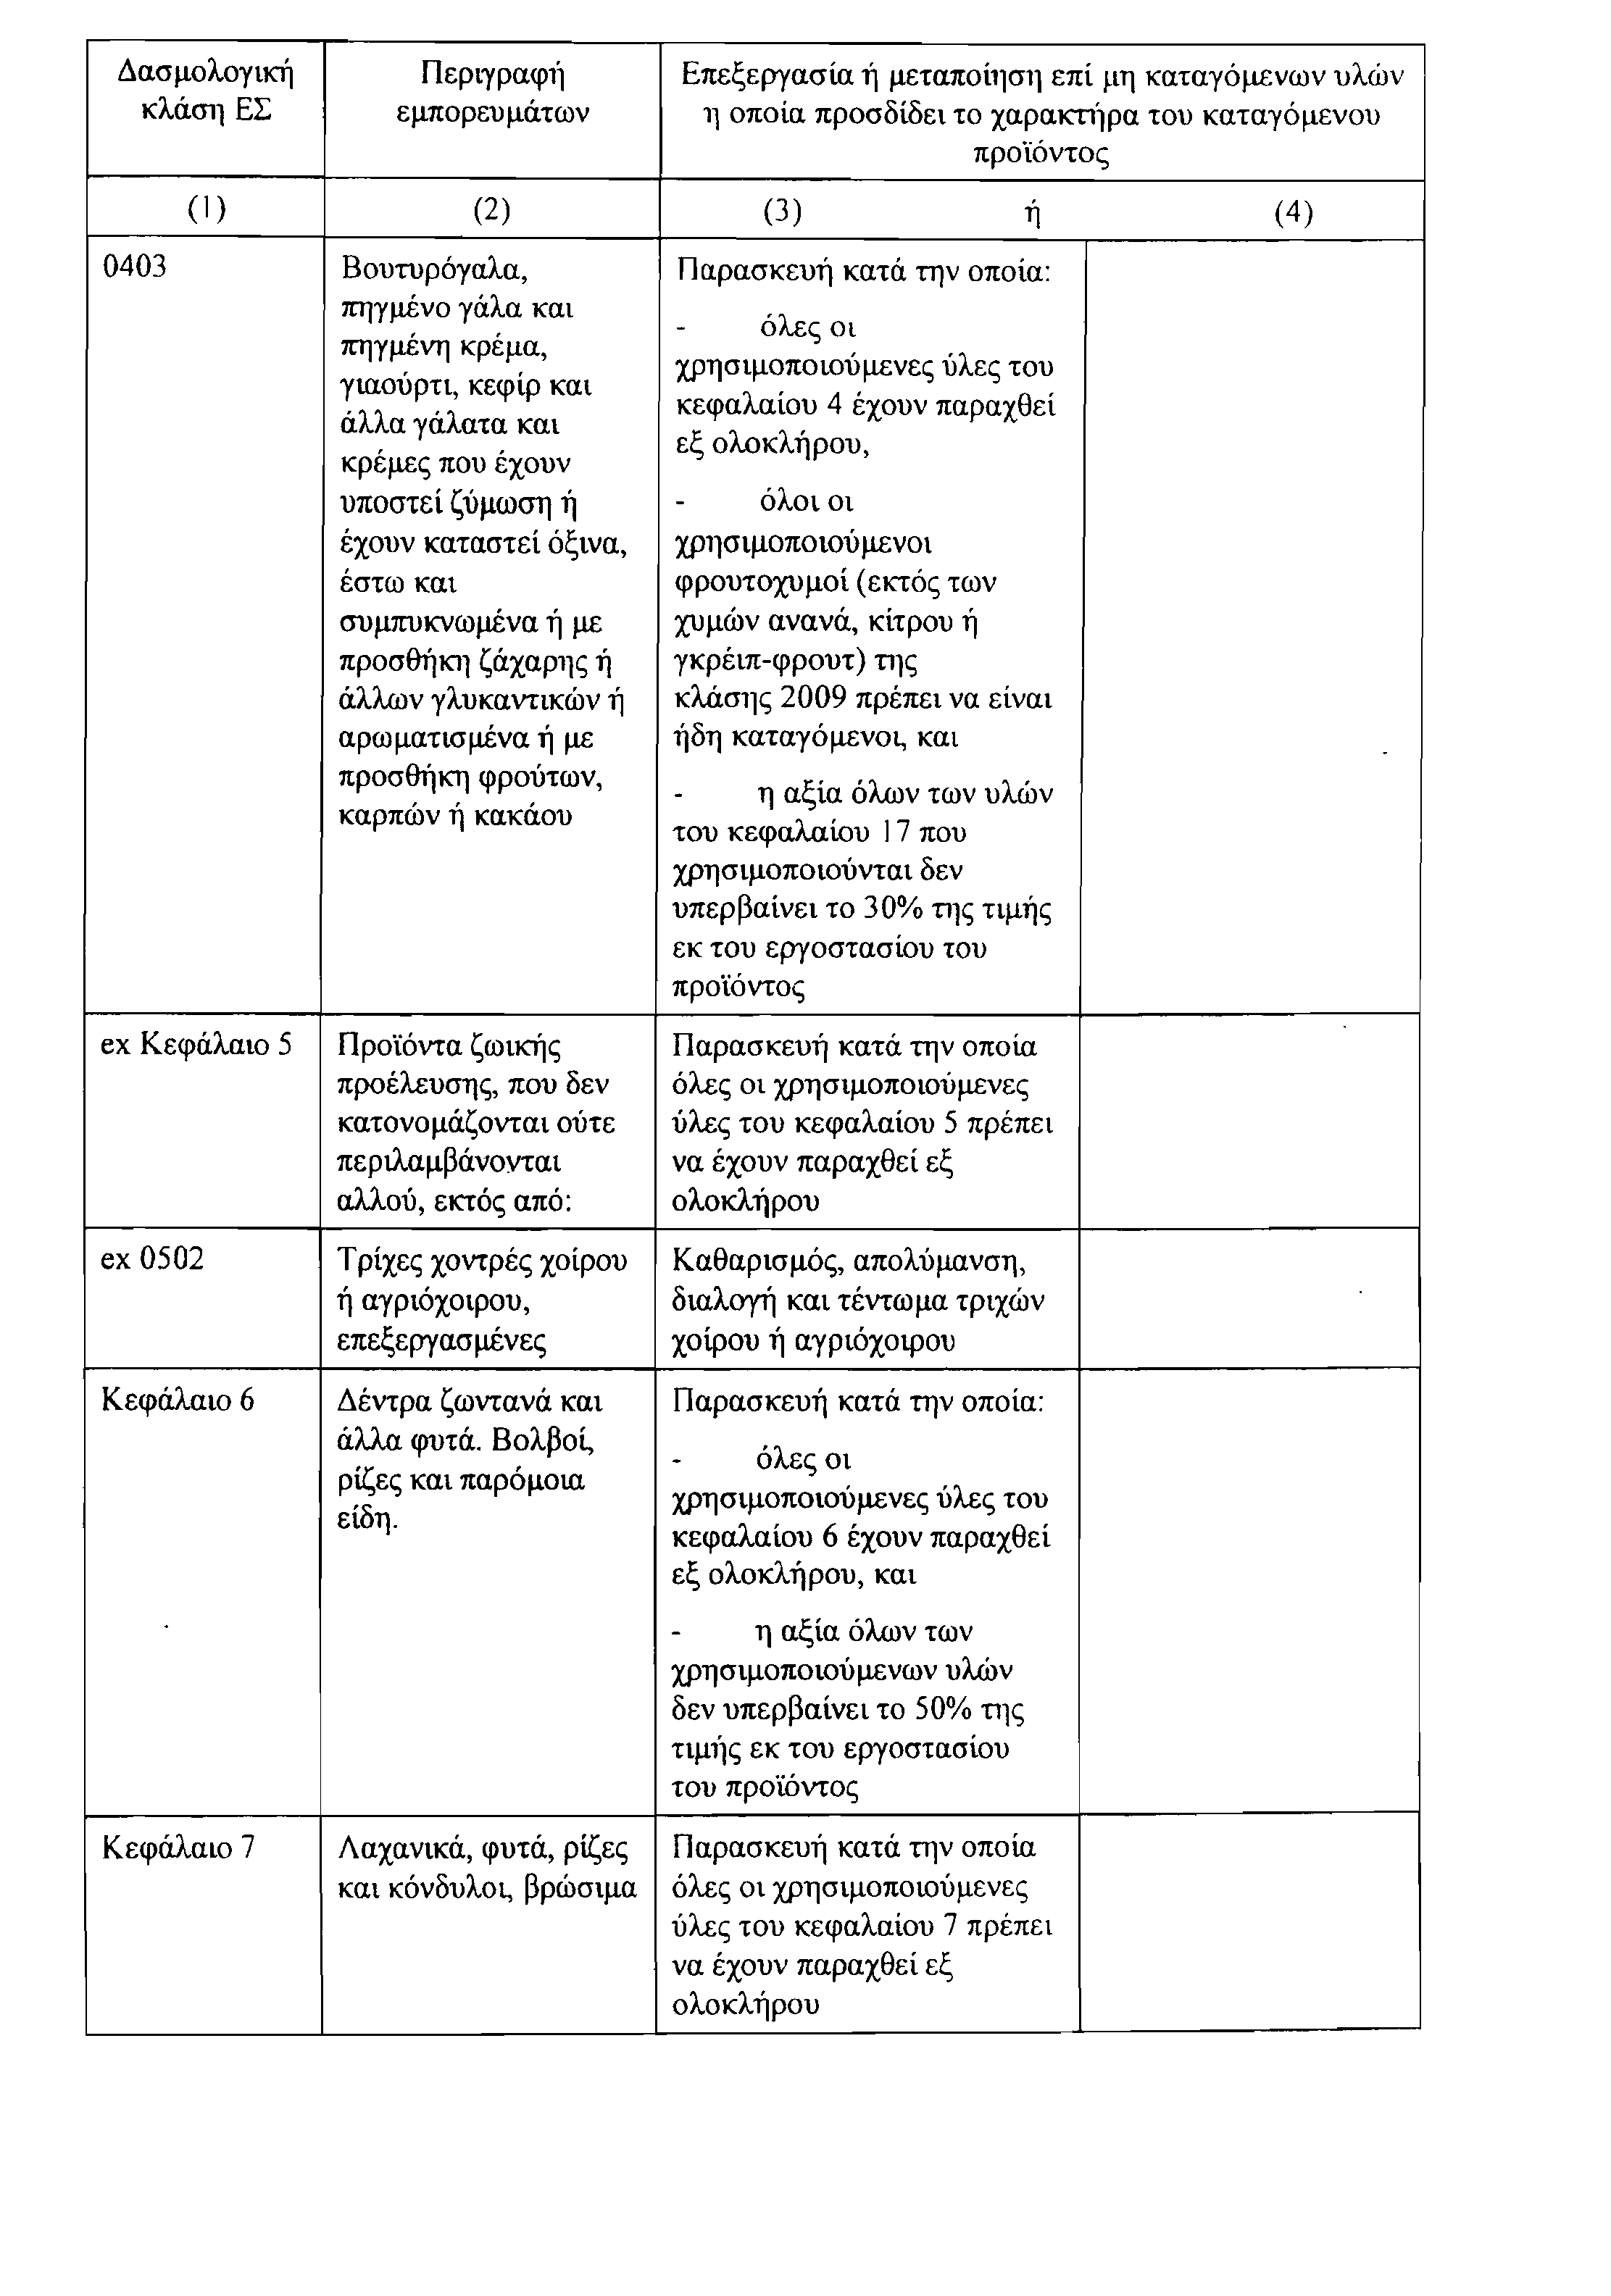 Δασμολογική
κλάση ΕΣ
Περιγραφή
εμπορευμάτων
Επεξεργασία ή μεταποίηση επί μη καταγόμενων υλών
η οποία προσδίδει το χαρακτήρα του καταγόμενου
προϊόντος
(1)
(2)
(3) ή (4)
0403
Βουτυρόγαλα,
πηγμένο γάλα και
πηγμένη κρέμα,
γιαούρτι, κεφίρ και
άλλα γάλατα και
κρέμες που έχουν
υποστεί ζύμωση ή
έχουν καταστεί όξινα,
έστω και
συμπυκνωμένα ή με
προσθήκη ζάχαρης ή
άλλων γλυκαντικών ή
αρωματισμένα ή με
προσθήκη φρούτων,
καρπών ή κακάου
Παρασκευή κατά την οποία:
- όλες οι
χρησιμοποιούμενες ύλες του
κεφαλαίου 4 έχουν παραχθεί
εξ ολοκλήρου,
- όλοι οι
χρησιμοποιούμενοι
φρουτοχυμοί (εκτός των
χυμών ανανά, κίτρου ή
γκρέιπ-φρουτ) της
κλάσης 2009 πρέπει να είναι
ήδη καταγόμενοι, και
- η αξία όλων των υλών
του κεφαλαίου 17 που
χρησιμοποιούνται δεν
υπερβαίνει το 30% της τιμής
εκ του εργοστασίου του
προϊόντος
ex Κεφάλαιο 5
Προϊόντα ζωικής
προέλευσης, που δεν
κατονομάζονται ούτε
περιλαμβάνονται
αλλού, εκτός από:
Παρασκευή κατά την οποία
όλες οι χρησιμοποιούμενες
ύλες του κεφαλαίου 5 πρέπει
να έχουν παραχθεί εξ
ολοκλήρου
ex 0502
Τρίχες χοντρές χοίρου
ή αγριόχοιρου,
επεξεργασμένες
Καθαρισμός, απολύμανση,
διαλογή και τέντωμα τριχών
χοίρου ή αγριόχοιρου
Κεφάλαιο 6
Δέντρα ζωντανά και
άλλα φυτά. Βολβοί,
ρίζες και παρόμοια
είδη.
Παρασκευή κατά την οποία:
- όλες οι
χρησιμοποιούμενες ύλες του
κεφαλαίου 6 έχουν παραχθεί
εξ ολοκλήρου, και
- η αξία όλων των
χρησιμοποιούμενων υλών
δεν υπερβαίνει το 50% της
τιμής εκ του εργοστασίου
του προϊόντος
Κεφάλαιο 7
Λαχανικά, φυτά, ρίζες
και κόνδυλοι, βρώσιμα
Παρασκευή κατά την οποία
όλες οι χρησιμοποιούμενες
ύλες του κεφαλαίου 7 πρέπει
να έχουν παραχθεί εξ
ολοκλήρου